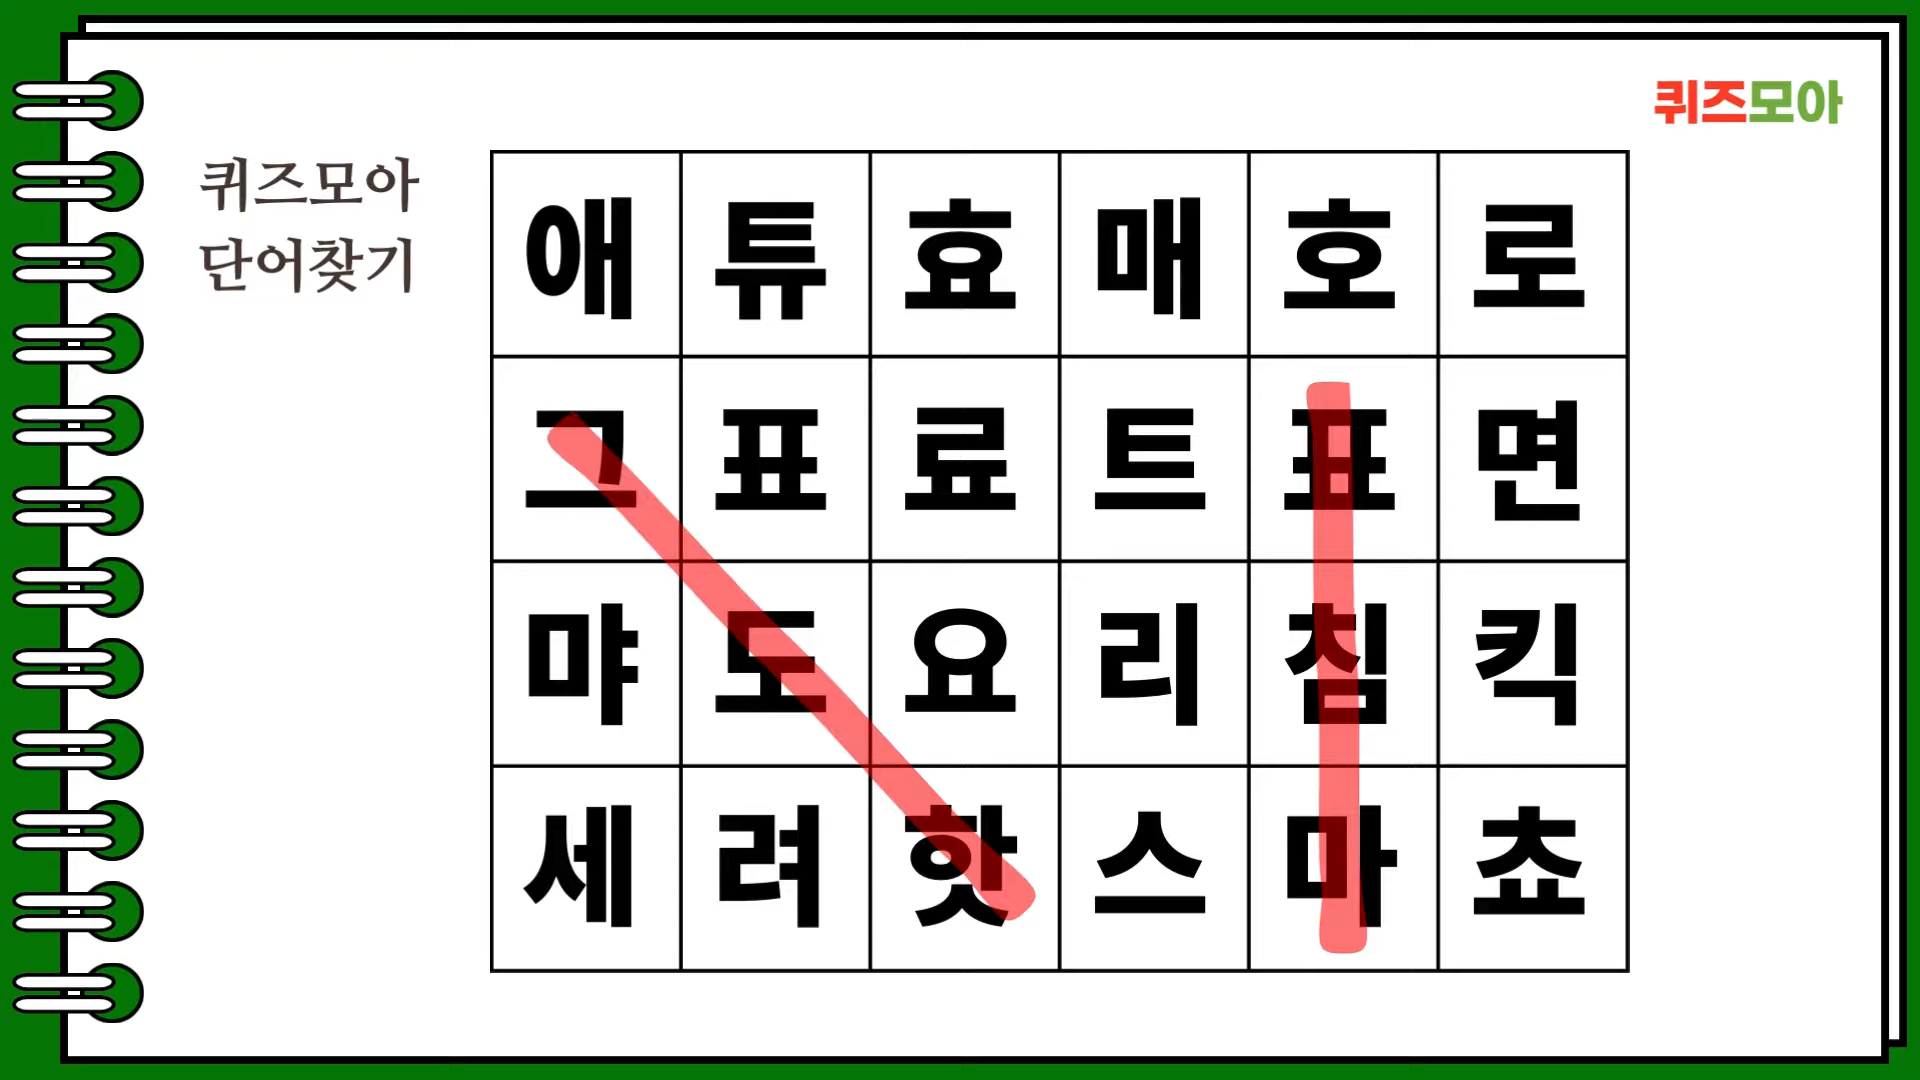 퀴즈모아
퀴즈모아
단어찾기
애 튜 효 매 호 로
그 표 료 트 표 면
먀 도 요 리 침 킥
세 려 핫 스 마 쵸